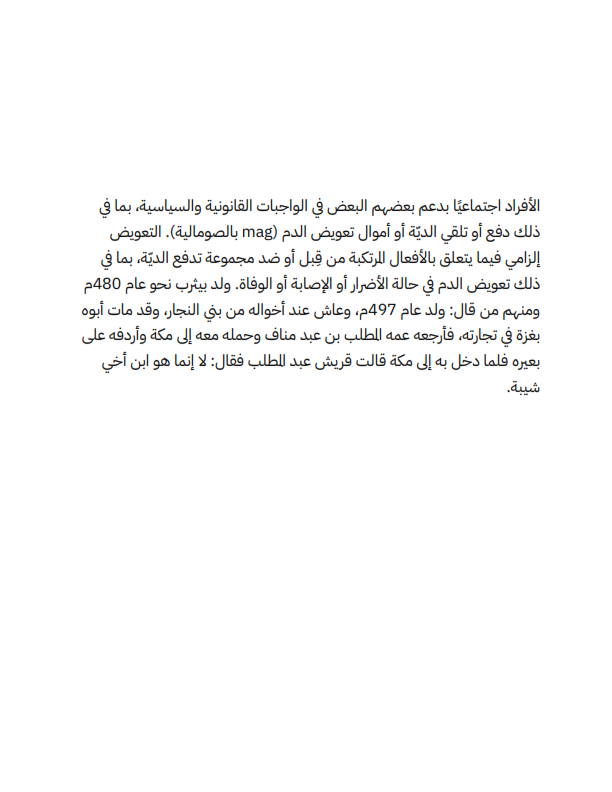 الأفراد اجتماعيًا بدعم بعضهم البعض في الواجبات القانونية والسياسية، بما في
ذلك دفع أو تلقي الديّة أو أموال تعويض الدم (mag بالصومالية). التعويض
إلزامي فيما يتعلق بالأفعال المرتكبة من قِبل أو ضد مجموعة تدفع الديّة، بما في
ذلك تعويض الدم في حالة الأضرار أو الإصابة أو الوفاة. ولد بيثرب نحو عام 480م
ومنهم من قال: ولد عام 497م، وعاش عند أخواله من بني النجار، وقد مات أبوه
بغزة في تجارته، فأرجعه عمه المطلب بن عبد مناف وحمله معه إلى مكة وأردفه على
بعيره فلما دخل به إلى مكة قالت قريش عبد المطلب فقال: لا إنما هو ابن أخي
شيبة.